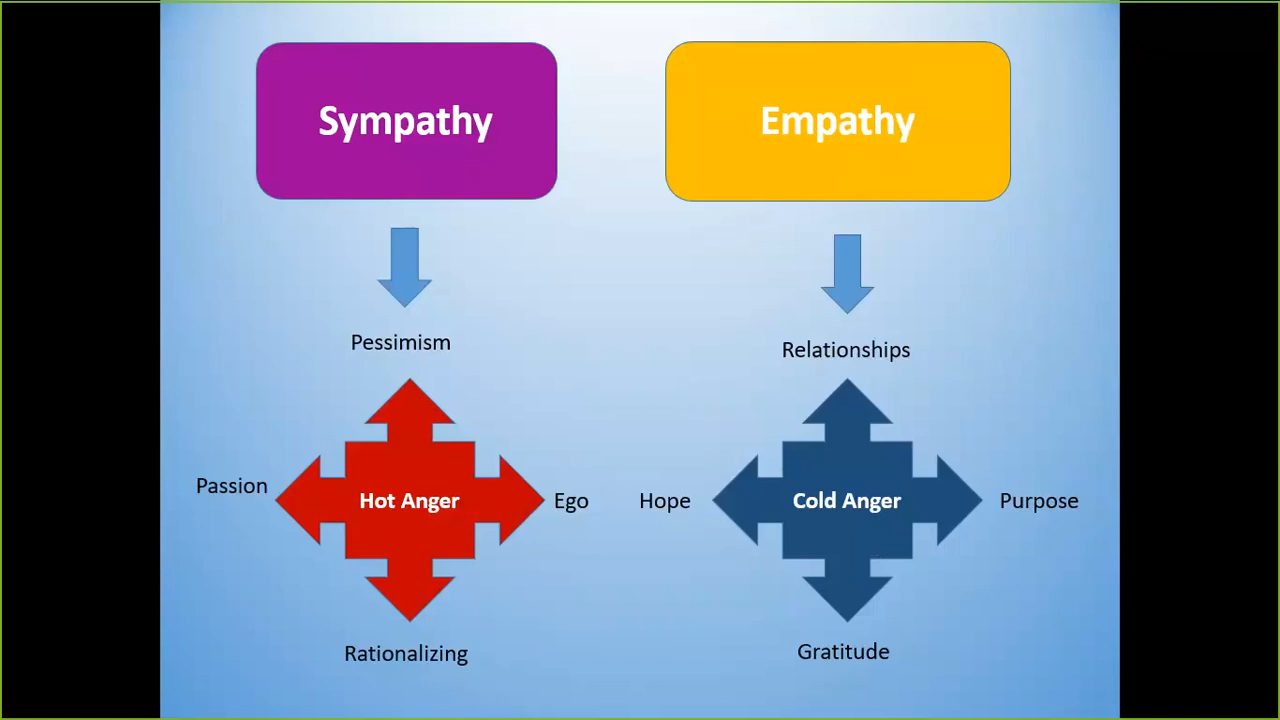 Sympathy
Empathy
Pessimism
Relationships
Passion
Hot Anger
Ego
Hope
Cold Anger
Purpose
Rationalizing
Gratitude